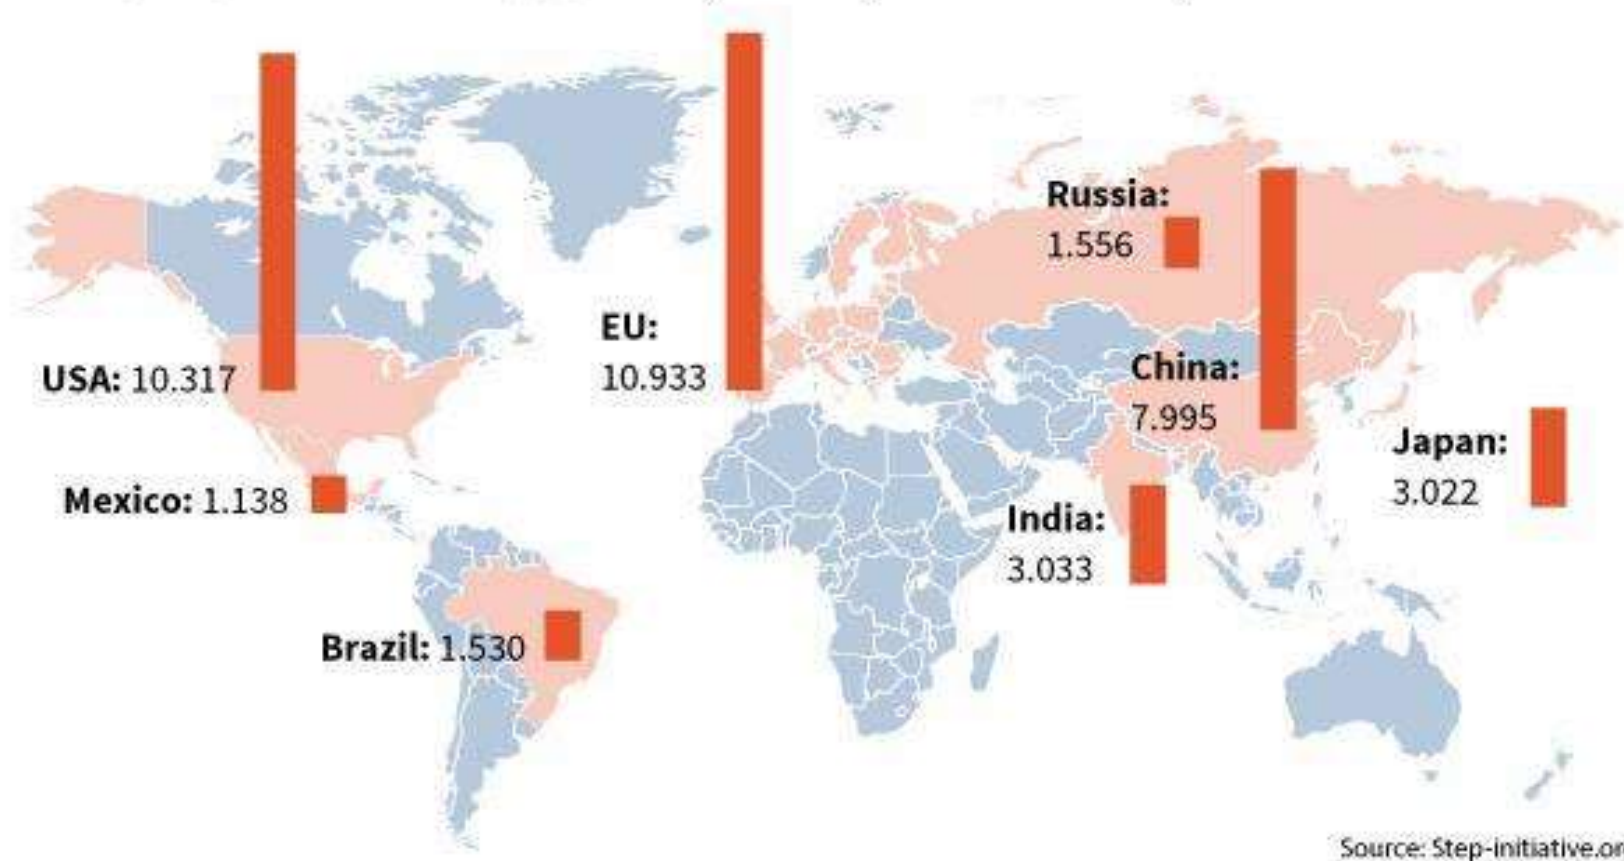 Russia:
1.556
EU:
10.933
China:
7.995
USA: 10.317
Japan:
3.022
Mexico: 1.138
India:
3.033
Brazil: 1.530
Source: Step-initiative.or